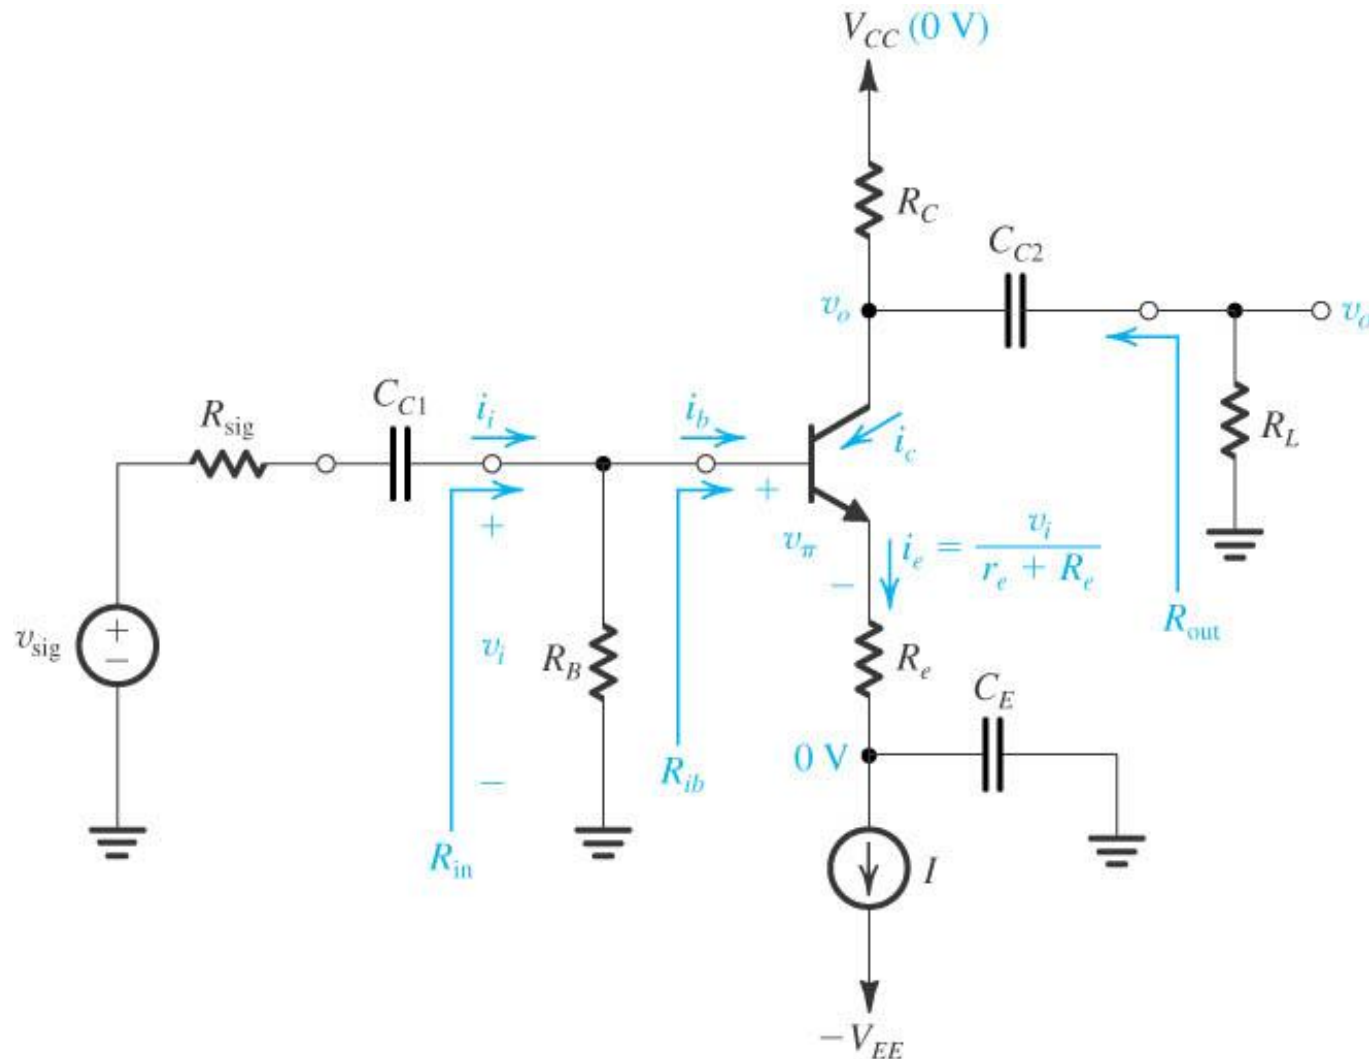 V_CC (0 V)
R_C
C_C2
v_o
v_o
C_C1
i_i
i_b
R_sig
i_c
R_L
+
+
v_π
−
i_e = v_i / (r_e + R_e)
R_out
v_sig
+
−
v_i
R_B
R_e
C_E
0 V
R_ib
−
R_in
I
−V_EE